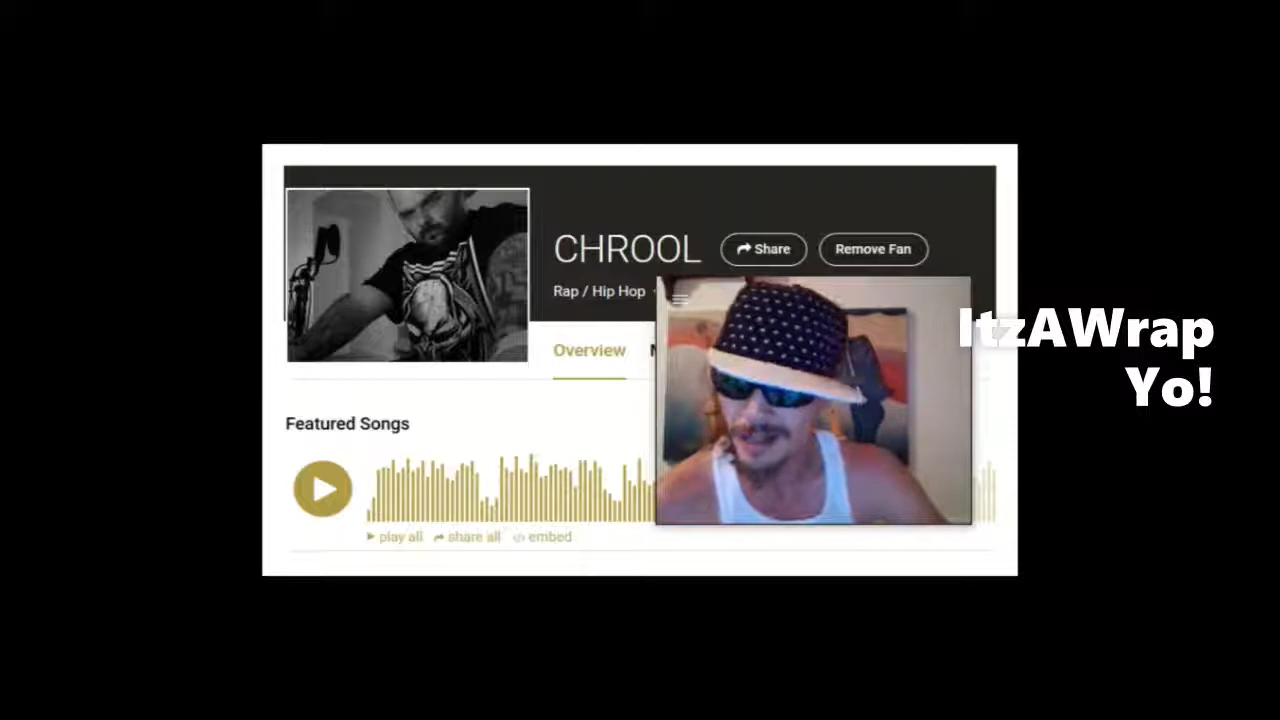 CHROOL
Share
Remove Fan
Rap / Hip Hop
ItzAWrap
Yo!
Overview
Featured Songs
play all
share all
embed